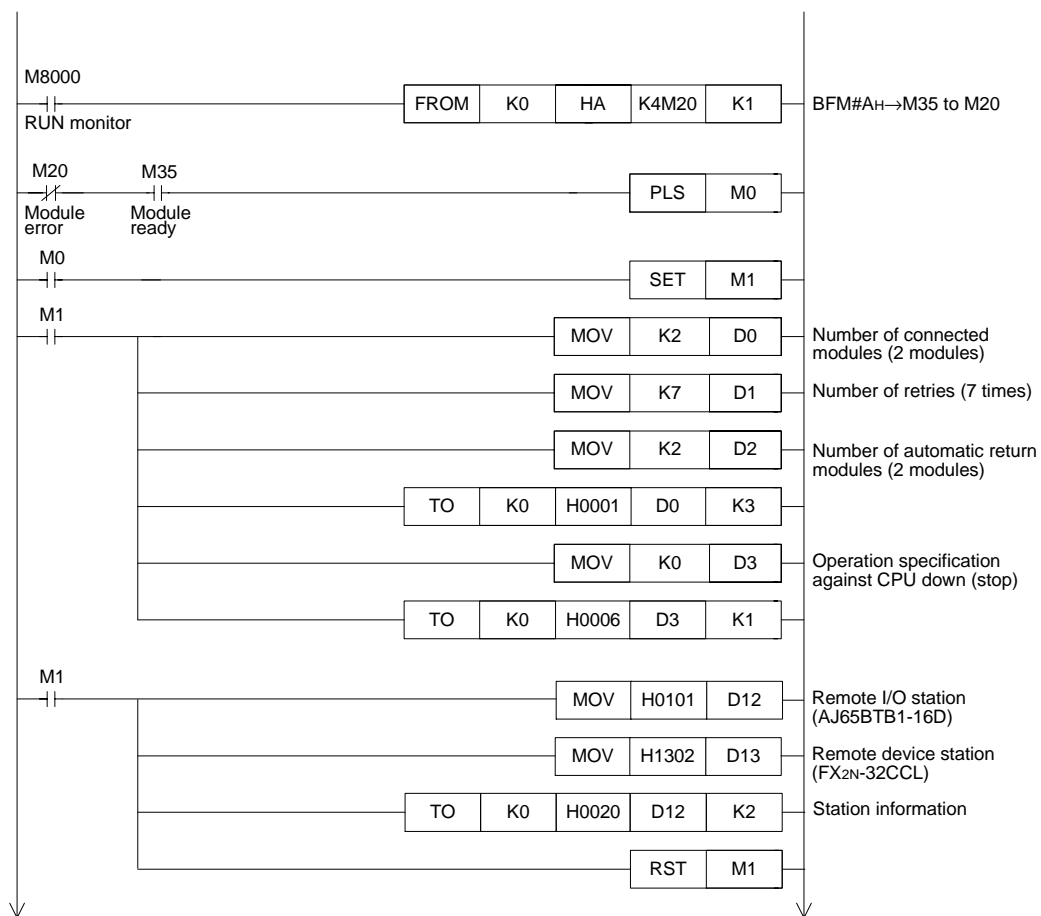 M8000
FROM K0 HA K4M20 K1 BFM#AH→M35 to M20
RUN monitor
M20 M35
PLS M0
Module error Module ready
M0
SET M1
M1
MOV K2 D0 Number of connected
modules (2 modules)
MOV K7 D1 Number of retries (7 times)
MOV K2 D2 Number of automatic return
modules (2 modules)
TO K0 H0001 D0 K3
MOV K0 D3 Operation specification
against CPU down (stop)
TO K0 H0006 D3 K1
M1
MOV H0101 D12 Remote I/O station
(AJ65BTB1-16D)
MOV H1302 D13 Remote device station
(FX2N-32CCL)
TO K0 H0020 D12 K2 Station information
RST M1